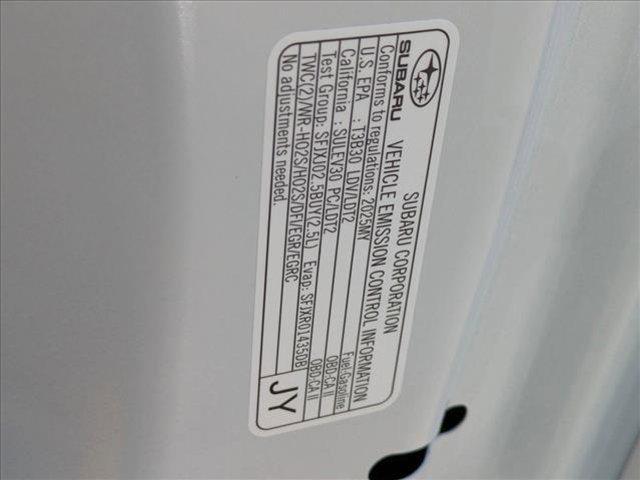 SUBARU CORPORATION
SUBARU VEHICLE EMISSION CONTROL INFORMATION
Conforms to regulations: 2025MY Fuel:Gasoline
U.S. EPA : T3B30 LDV/LDT2 OBD:CA II
California : SULEV30 PC/LDT2 OBD:CA II
Test Group: SFJXJ02.5BUY(2.5L) Evap: SFJXR0143SDB
TWC(2)/WR-HO2S/HO2S/DFI/EGR/EGRC
No adjustments needed.
JY